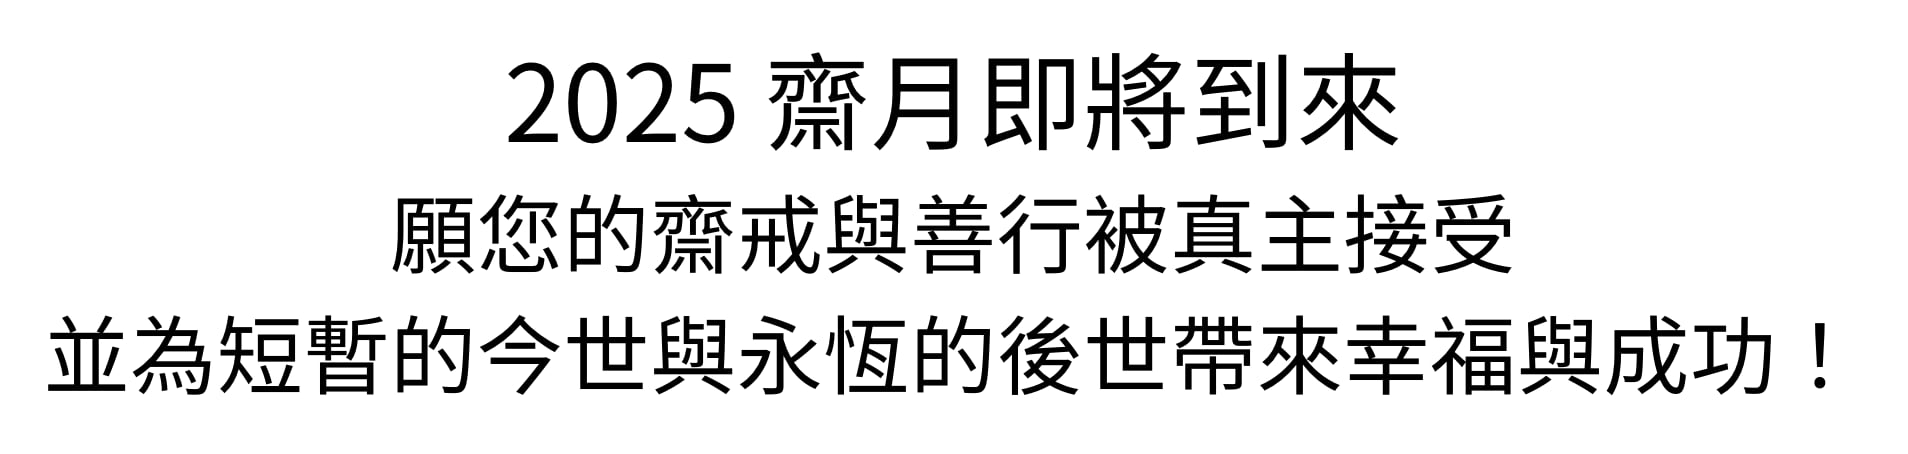 2025 齋月即將到來
願您的齋戒與善行被真主接受
並為短暫的今世與永恆的後世帶來幸福與成功！